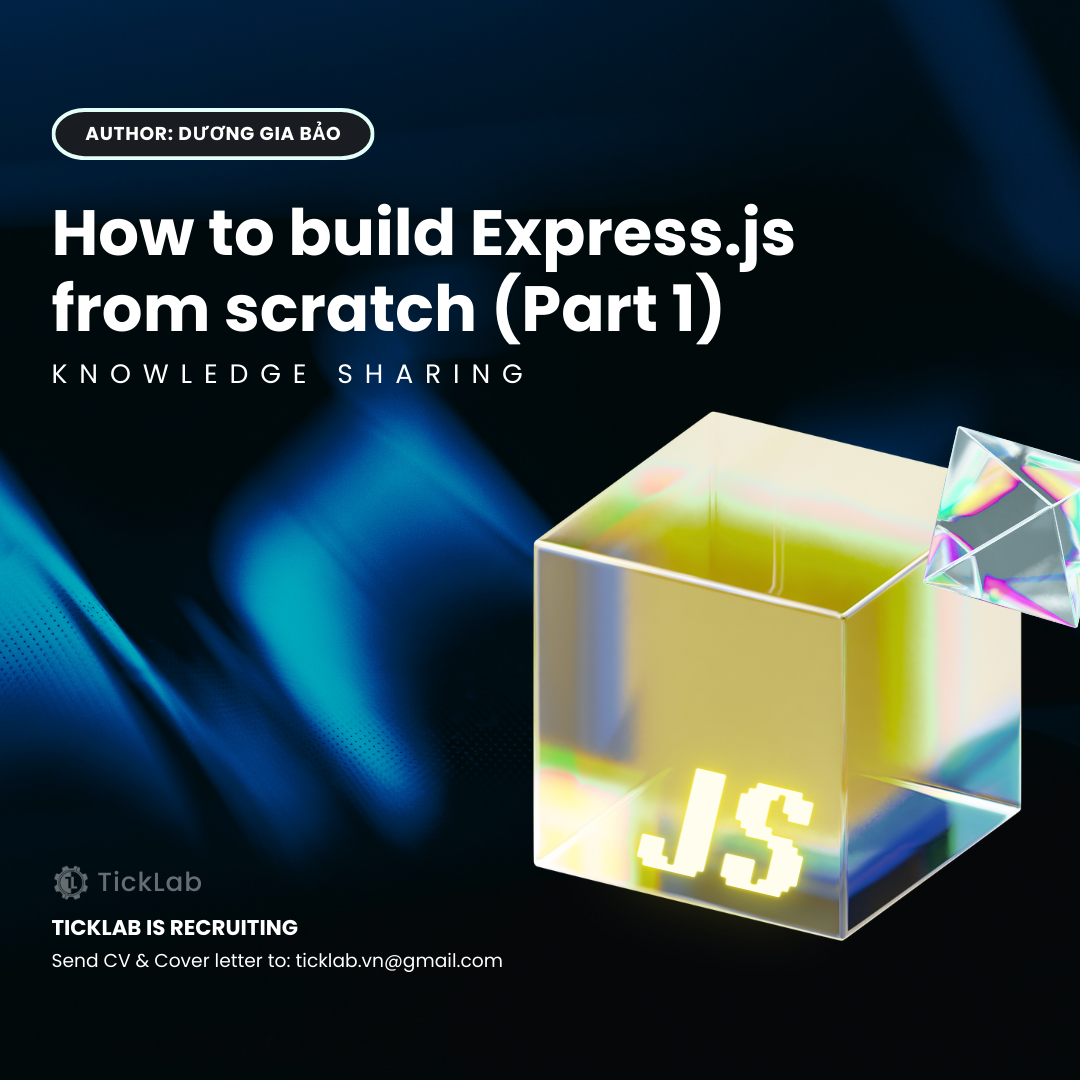 AUTHOR: DƯƠNG GIA BẢO
How to build Express.js
from scratch (Part 1)
KNOWLEDGE SHARING
JS
TL TickLab
TICKLAB IS RECRUITING
Send CV & Cover letter to: ticklab.vn@gmail.com